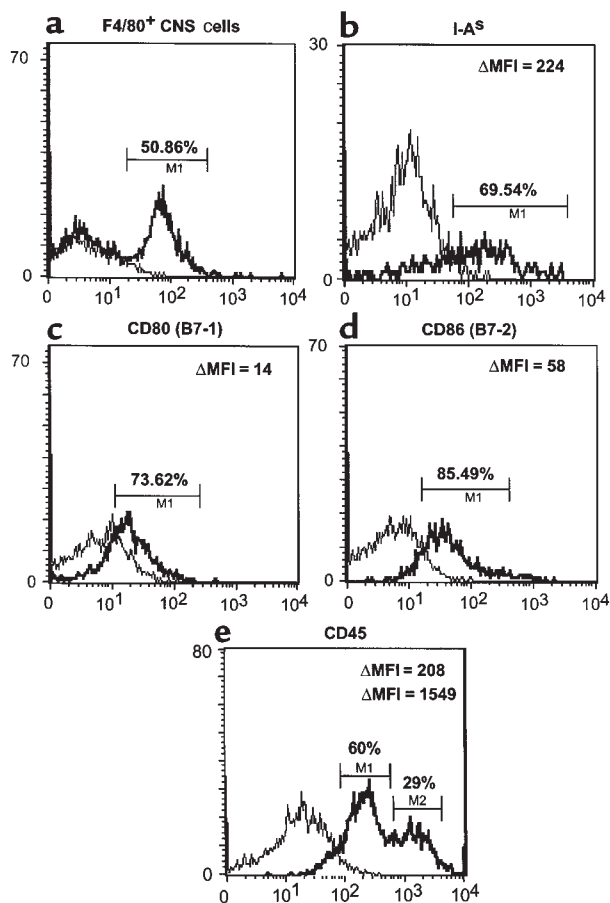 a F4/80⁺ CNS cells
70
50.86%
M1
0
0 10¹ 10² 10³ 10⁴
b I-Aˢ
30
ΔMFI = 224
69.54%
M1
0
0 10¹ 10² 10³ 10⁴
c CD80 (B7-1)
70
ΔMFI = 14
73.62%
M1
0
0 10¹ 10² 10³ 10⁴
d CD86 (B7-2)
70
ΔMFI = 58
85.49%
M1
0
0 10¹ 10² 10³ 10⁴
e CD45
80
ΔMFI = 208
ΔMFI = 1549
60%
M1
29%
M2
0
0 10¹ 10² 10³ 10⁴